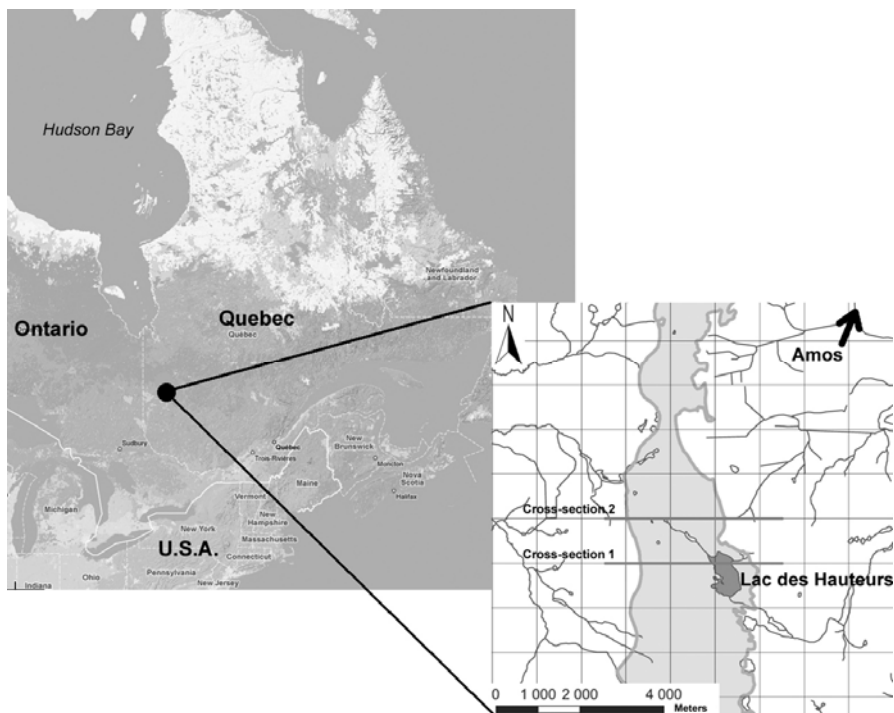 Hudson Bay
Newfoundland
and Labrador
Ontario
Quebec
Québec
N
Amos
Sudbury
Québec
Trois-Rivières
New
Brunswick
Moncton
Maine
Nova
Scotia
Halifax
Michigan
Vermont
New
Hampshire
New York
Massachusetts
U.S.A.
Connecticut
Pennsylvania
Ohio
New Jersey
Indiana
Cross-section 2
Cross-section 1
Lac des Hauteurs
0 1 000 2 000 4 000
Meters